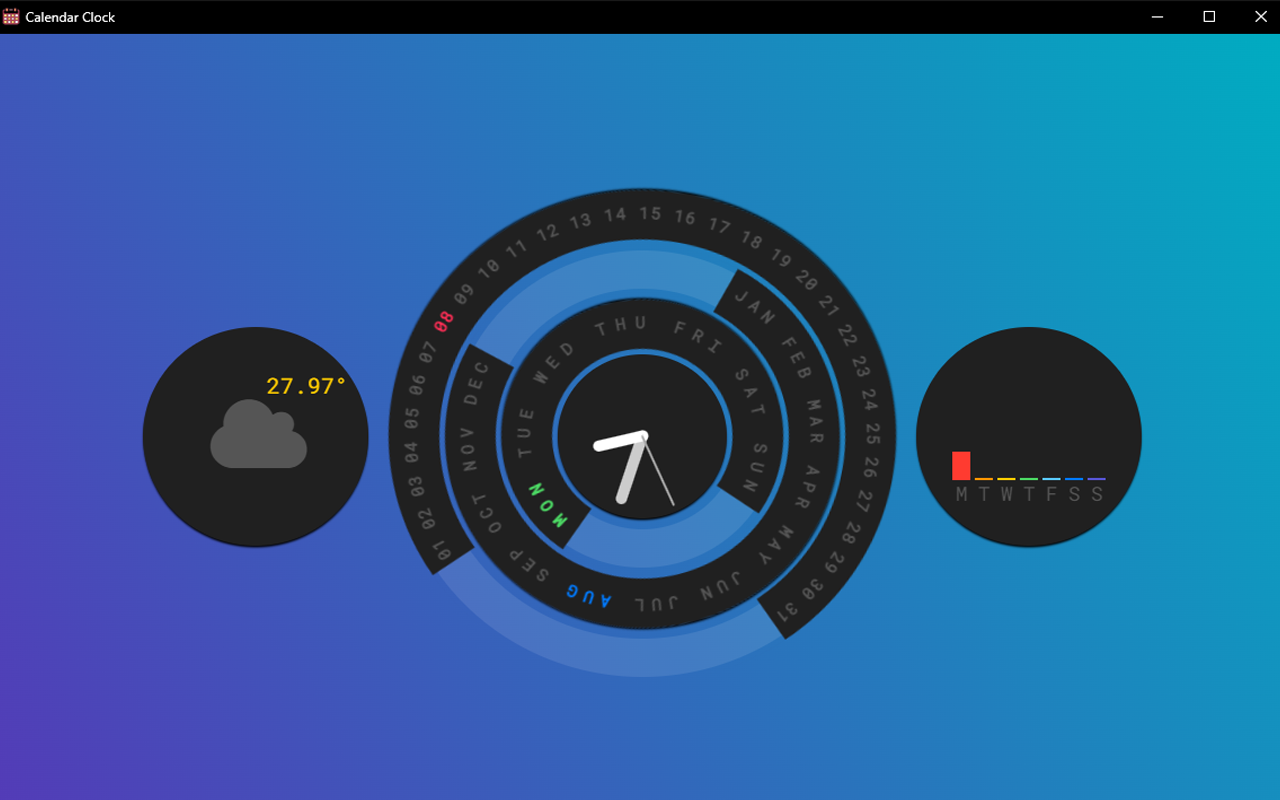 Calendar Clock
27.97°
01 02 03 04 05 06 07 08 09 10 11 12 13 14 15 16 17 18 19 20 21 22 23 24 25 26 27 28 29 30 31
JAN FEB MAR APR MAY JUN JUL AUG SEP OCT NOV DEC
MON TUE WED THU FRI SAT SUN
M T W T F S S